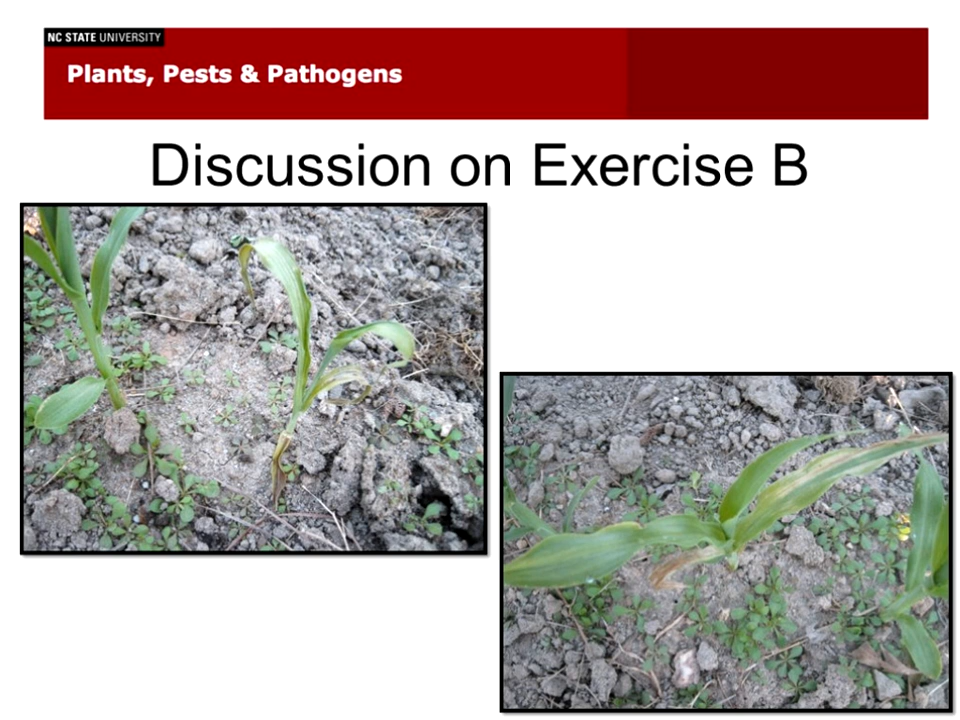 NC STATE UNIVERSITY
Plants, Pests & Pathogens
Discussion on Exercise B